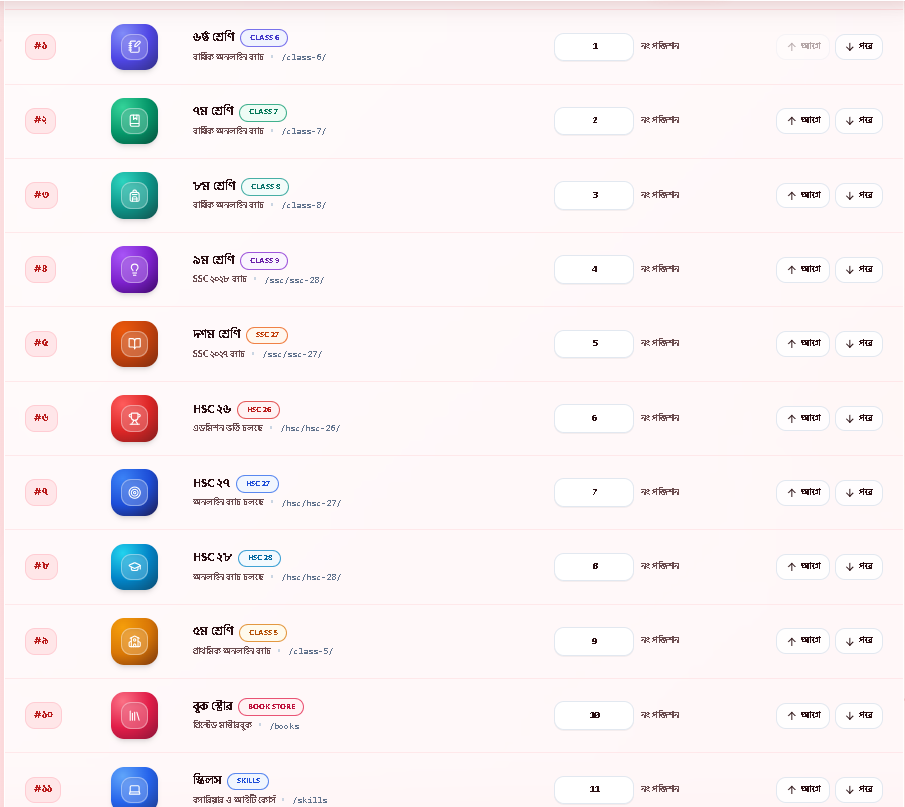 #১ ৬ষ্ঠ শ্রেণি CLASS 6 1 নং পজিশন ↑ আগে ↓ পরে
বার্ষিক অনলাইন ব্যাচ • /class-6/
#২ ৭ম শ্রেণি CLASS 7 2 নং পজিশন ↑ আগে ↓ পরে
বার্ষিক অনলাইন ব্যাচ • /class-7/
#৩ ৮ম শ্রেণি CLASS 8 3 নং পজিশন ↑ আগে ↓ পরে
বার্ষিক অনলাইন ব্যাচ • /class-8/
#৪ ৯ম শ্রেণি CLASS 9 4 নং পজিশন ↑ আগে ↓ পরে
SSC ২০২৮ ব্যাচ • /ssc/ssc-28/
#৫ দশম শ্রেণি SSC 27 5 নং পজিশন ↑ আগে ↓ পরে
SSC ২০২৭ ব্যাচ • /ssc/ssc-27/
#৬ HSC ২৬ HSC 26 6 নং পজিশন ↑ আগে ↓ পরে
এডমিশন ভর্তি চলছে • /hsc/hsc-26/
#৭ HSC ২৭ HSC 27 7 নং পজিশন ↑ আগে ↓ পরে
অনলাইন ব্যাচ চলছে • /hsc/hsc-27/
#৮ HSC ২৮ HSC 28 8 নং পজিশন ↑ আগে ↓ পরে
অনলাইন ব্যাচ চলছে • /hsc/hsc-28/
#৯ ৫ম শ্রেণি CLASS 5 9 নং পজিশন ↑ আগে ↓ পরে
প্রাথমিক অনলাইন ব্যাচ • /class-5/
#১০ বুক স্টোর BOOK STORE 10 নং পজিশন ↑ আগে ↓ পরে
প্রিন্টেড মাস্টারবুক • /books
#১১ স্কিলস SKILLS 11 নং পজিশন ↑ আগে ↓ পরে
ক্যারিয়ার ও আইটি কোর্স • /skills